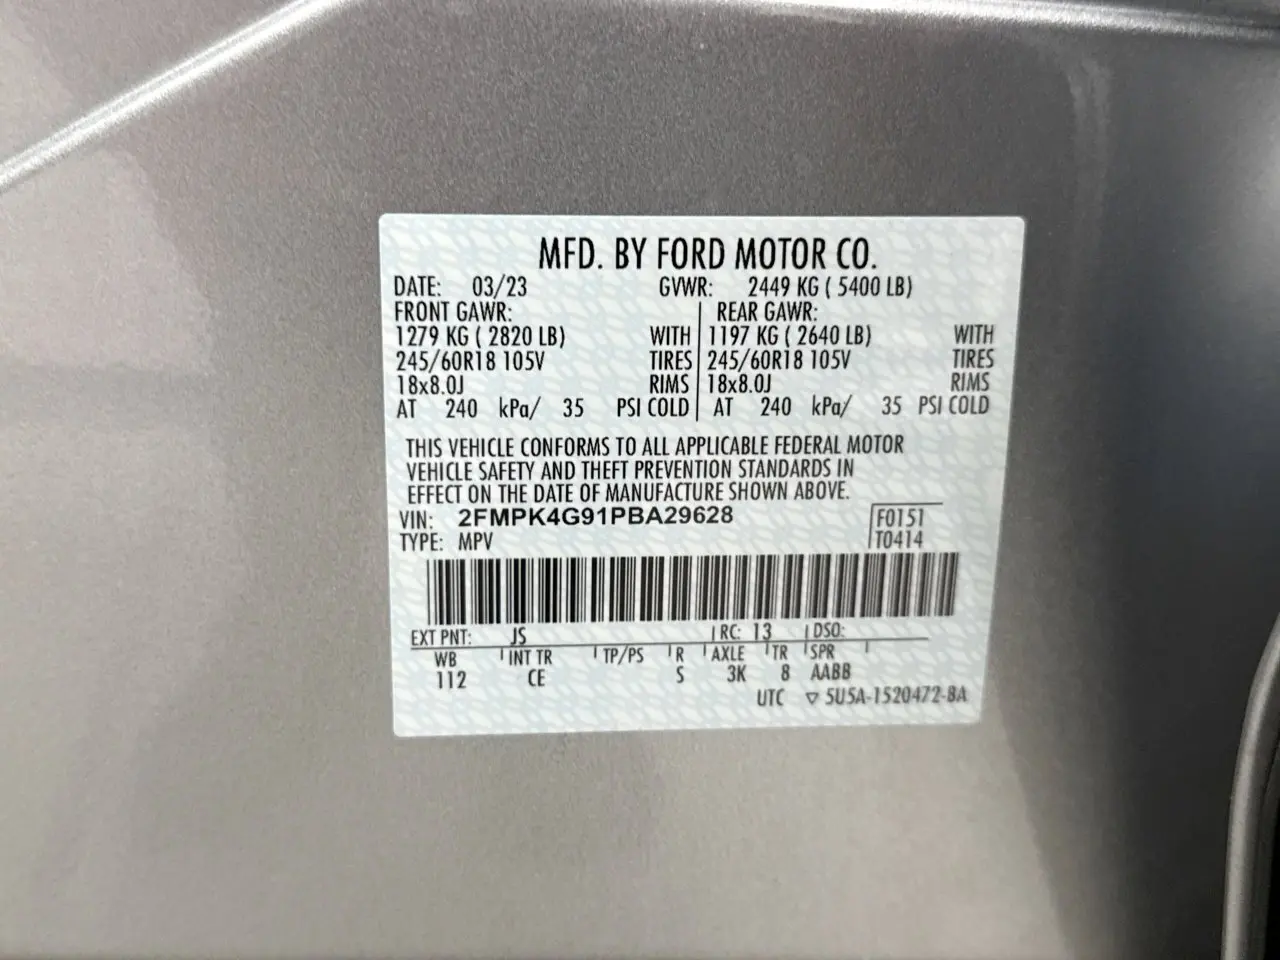 MFD. BY FORD MOTOR CO.
DATE: 03/23 GVWR: 2449 KG ( 5400 LB)
FRONT GAWR: REAR GAWR:
1279 KG ( 2820 LB) WITH 1197 KG ( 2640 LB) WITH
245/60R18 105V TIRES 245/60R18 105V TIRES
18x8.0J RIMS 18x8.0J RIMS
AT 240 kPa/ 35 PSI COLD AT 240 kPa/ 35 PSI COLD
THIS VEHICLE CONFORMS TO ALL APPLICABLE FEDERAL MOTOR
VEHICLE SAFETY AND THEFT PREVENTION STANDARDS IN
EFFECT ON THE DATE OF MANUFACTURE SHOWN ABOVE.
VIN: 2FMPK4G91PBA29628 F0151
TYPE: MPV T0414
EXT PNT: JS RC: 13 DSO:
WB INT TR TP/PS R AXLE TR SPR
112 CE S 3K 8 AABB
UTC ▽ 5U5A-1520472-BA